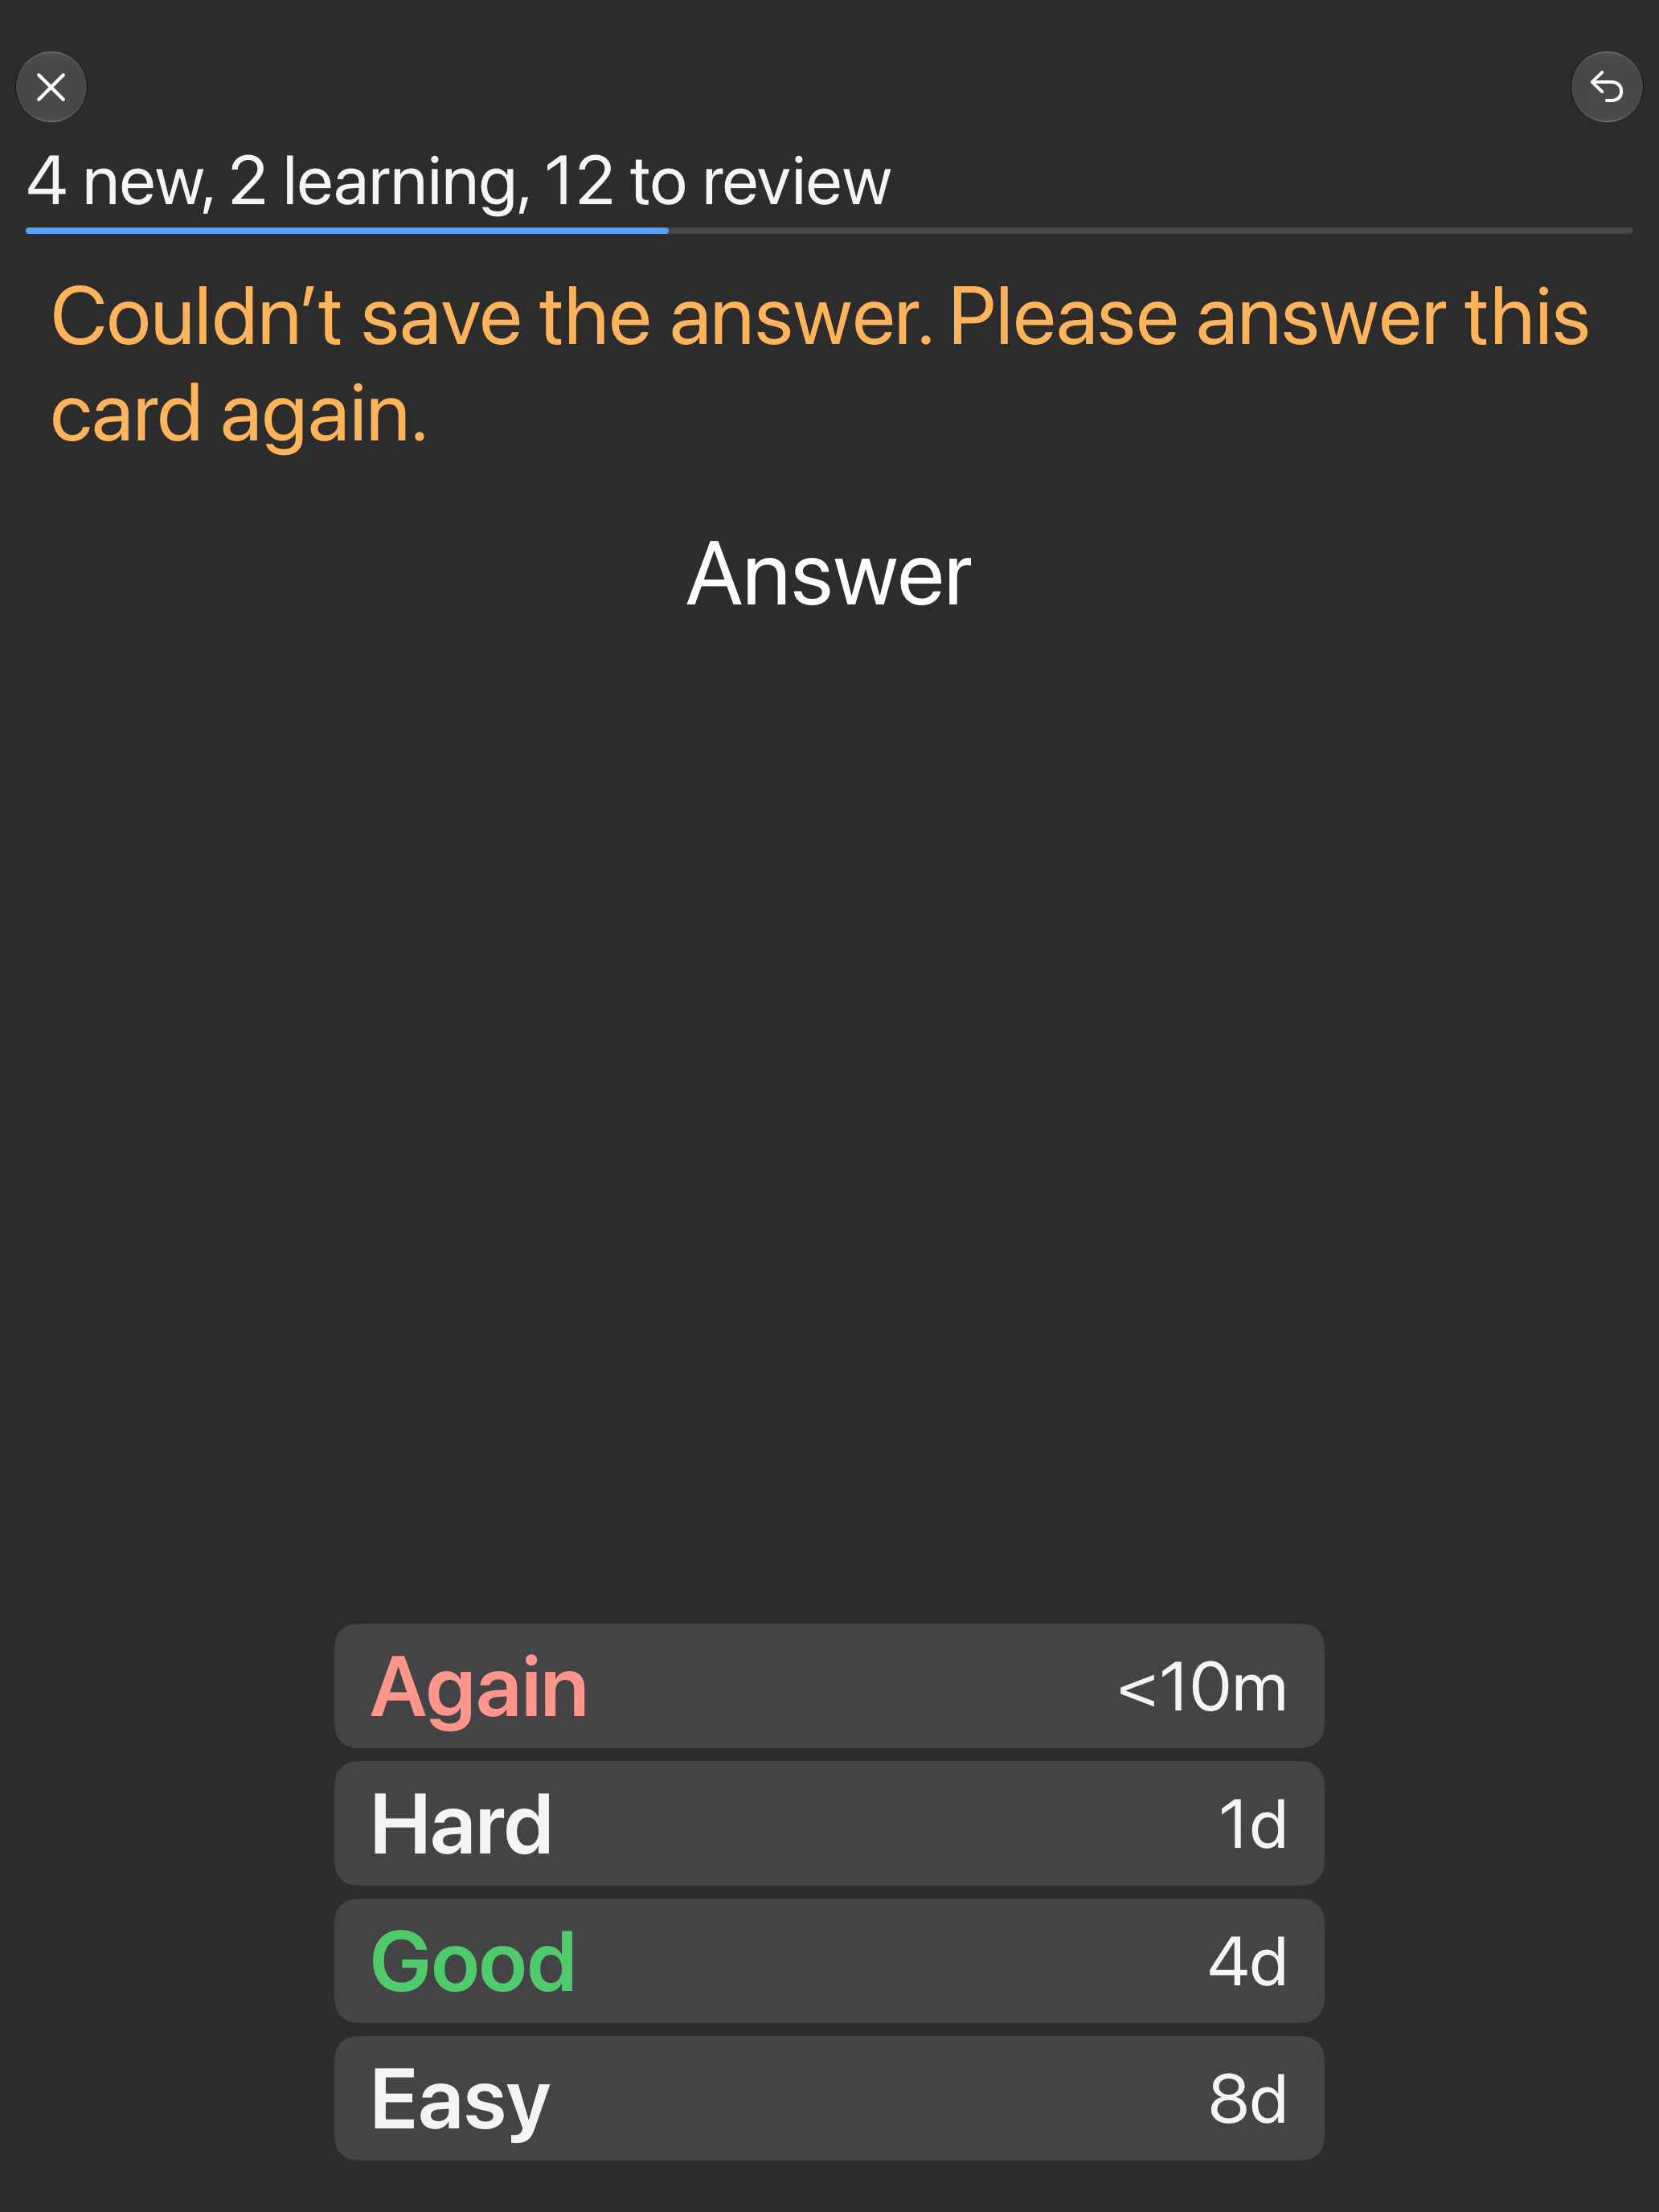 4 new, 2 learning, 12 to review
Couldn’t save the answer. Please answer this
card again.
Answer
Again <10m
Hard 1d
Good 4d
Easy 8d